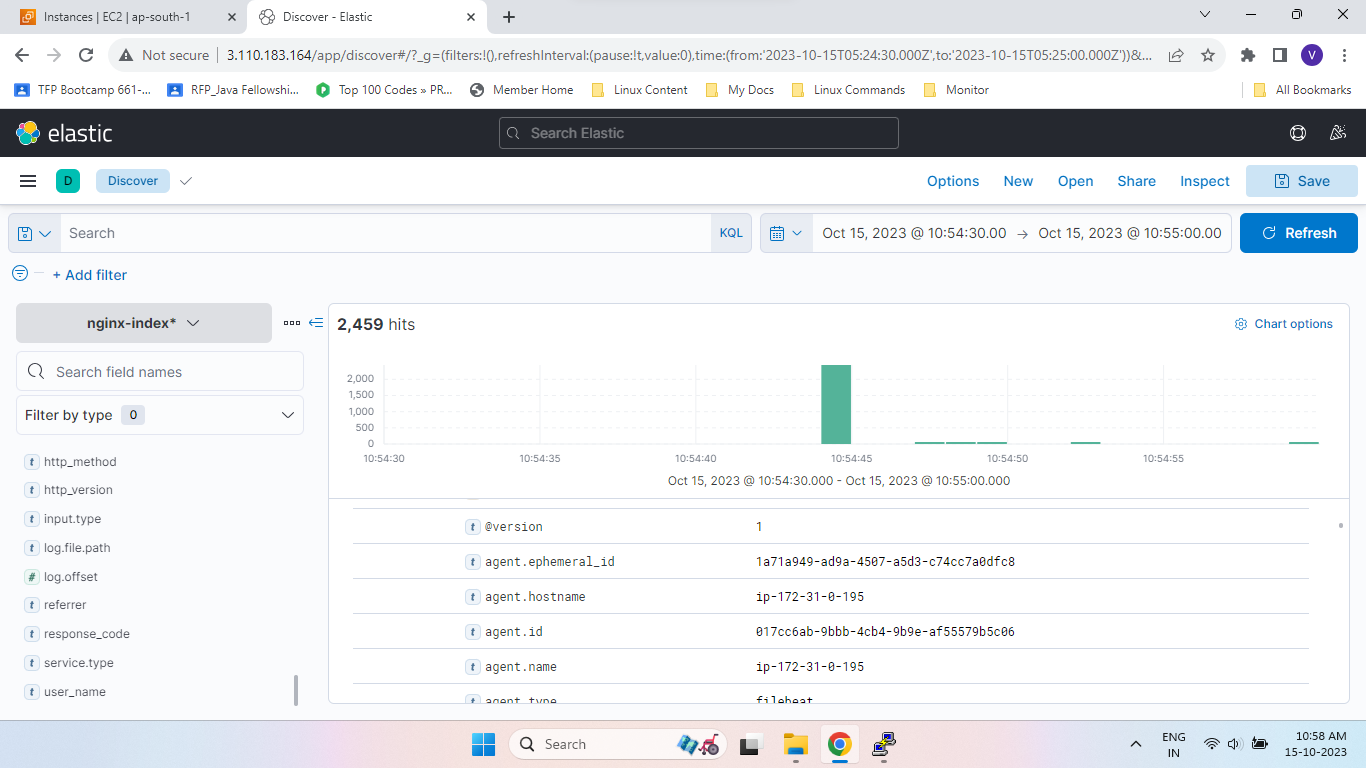 Instances | EC2 | ap-south-1
Discover - Elastic
Not secure
3.110.183.164/app/discover#/?_g=(filters:!(),refreshInterval:(pause:!t,value:0),time:(from:'2023-10-15T05:24:30.000Z',to:'2023-10-15T05:25:00.000Z'))&...
V
TFP Bootcamp 661-...
RFP_Java Fellowshi...
Top 100 Codes » PR...
Member Home
Linux Content
My Docs
Linux Commands
Monitor
All Bookmarks
elastic
Search Elastic
D
Discover
Options
New
Open
Share
Inspect
Save
Search
KQL
Oct 15, 2023 @ 10:54:30.00 → Oct 15, 2023 @ 10:55:00.00
Refresh
+ Add filter
nginx-index*
2,459 hits
Chart options
Search field names
Filter by type 0
t http_method
t http_version
t input.type
t log.file.path
# log.offset
t referrer
t response_code
t service.type
t user_name
2,000
1,500
1,000
500
0
10:54:30
10:54:35
10:54:40
10:54:45
10:54:50
10:54:55
Oct 15, 2023 @ 10:54:30.000 - Oct 15, 2023 @ 10:55:00.000
t @version 1
t agent.ephemeral_id 1a71a949-ad9a-4507-a5d3-c74cc7a0dfc8
t agent.hostname ip-172-31-0-195
t agent.id 017cc6ab-9bbb-4cb4-9b9e-af55579b5c06
t agent.name ip-172-31-0-195
t agent.type filebeat
Search
ENG
IN
10:58 AM
15-10-2023